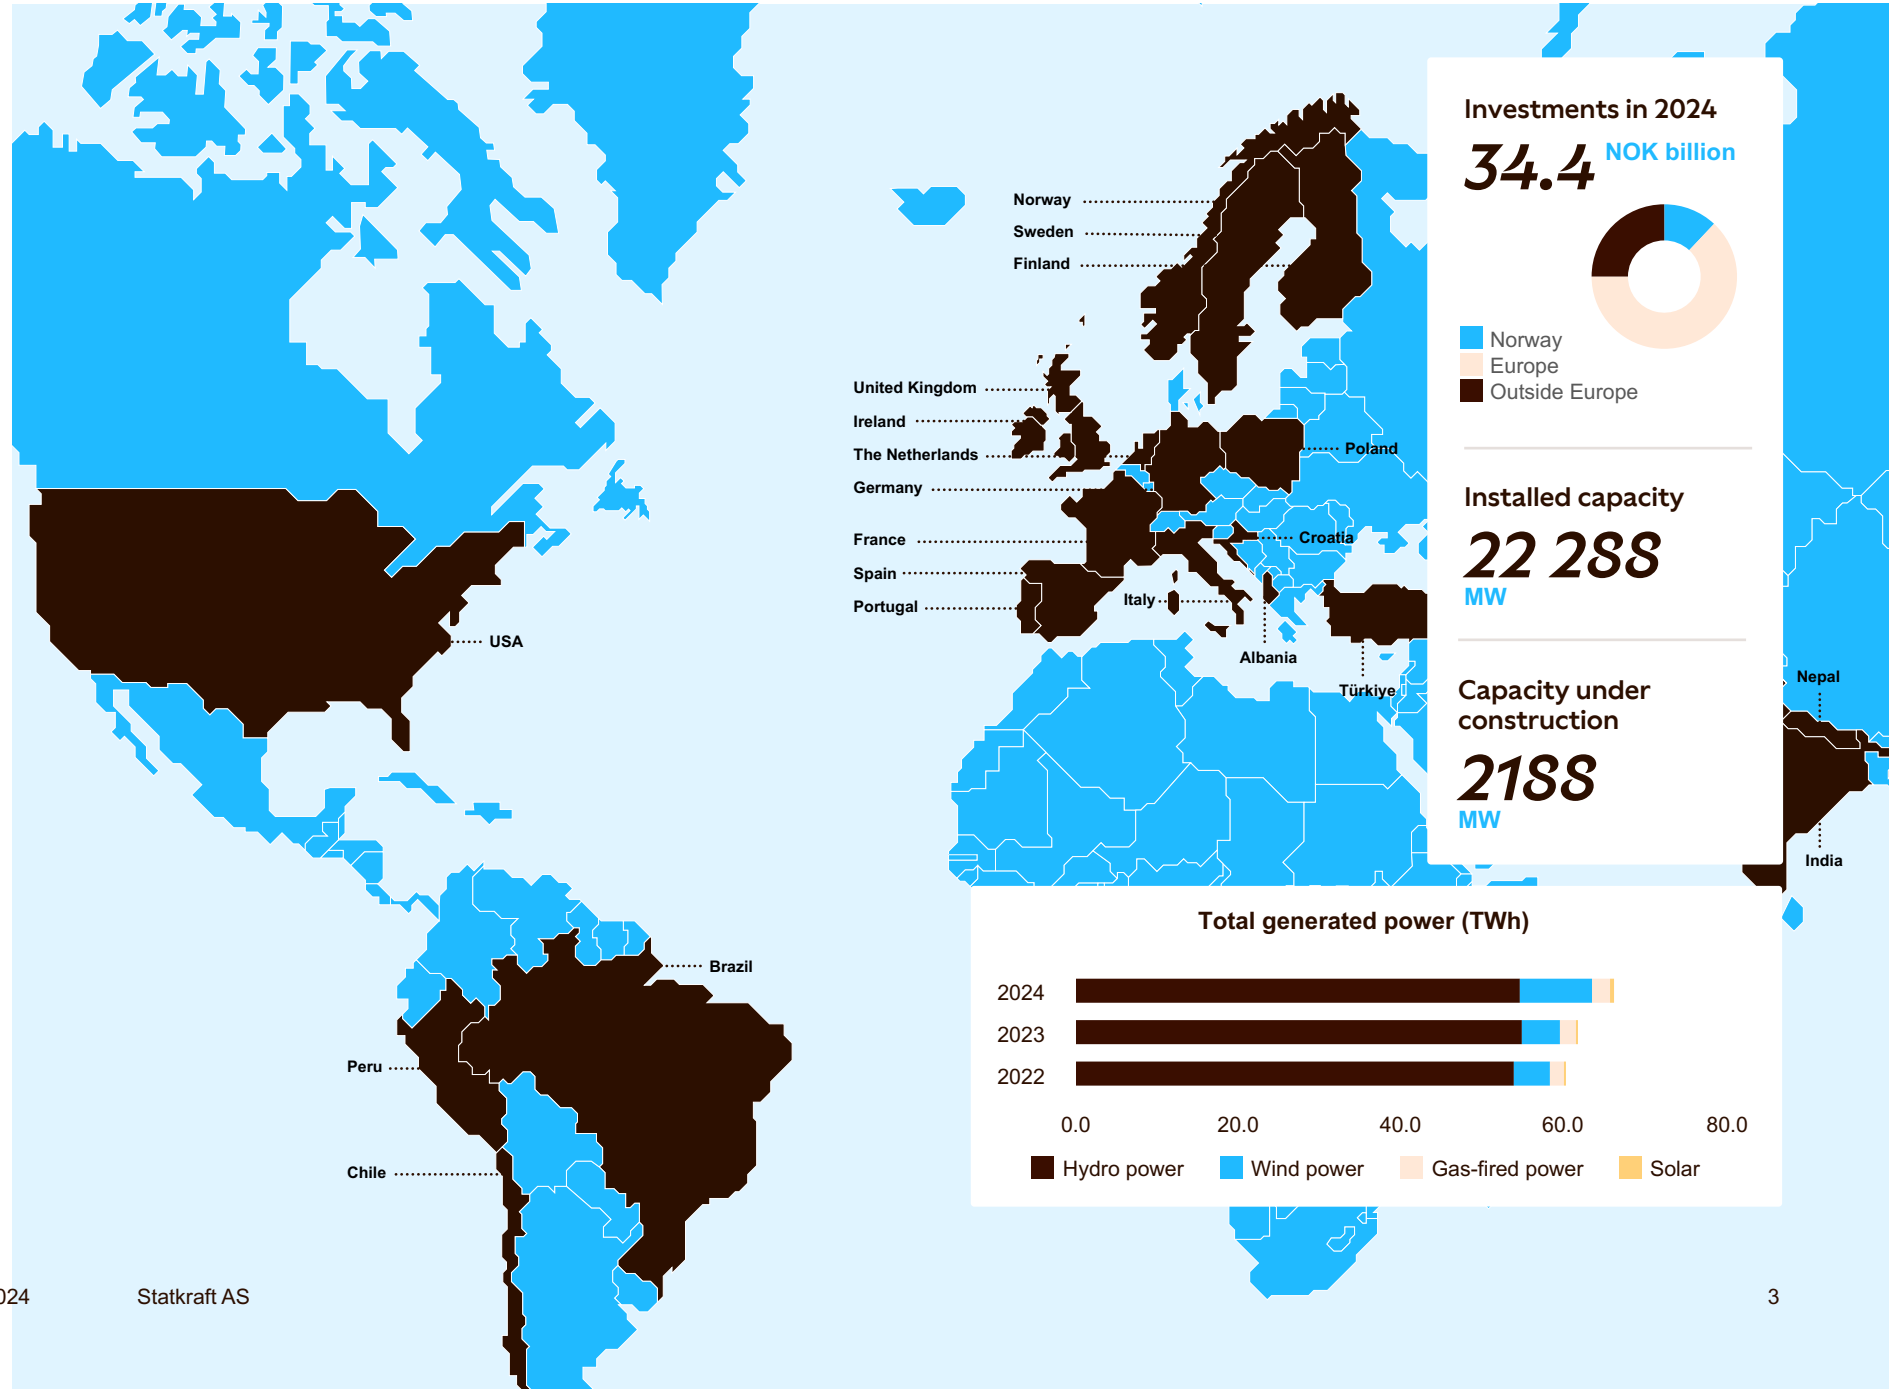 Investments in 2024
34.4 NOK billion
Norway
Europe
Outside Europe
Installed capacity
22 288
MW
Capacity under
construction
2188
MW
Norway
Sweden
Finland
United Kingdom
Ireland
The Netherlands
Germany
France
Spain
Portugal
Poland
Croatia
Italy
Albania
Türkiye
USA
Nepal
India
Brazil
Peru
Chile
Total generated power (TWh)
2024
2023
2022
0.0 20.0 40.0 60.0 80.0
Hydro power Wind power Gas-fired power Solar
024 Statkraft AS 3